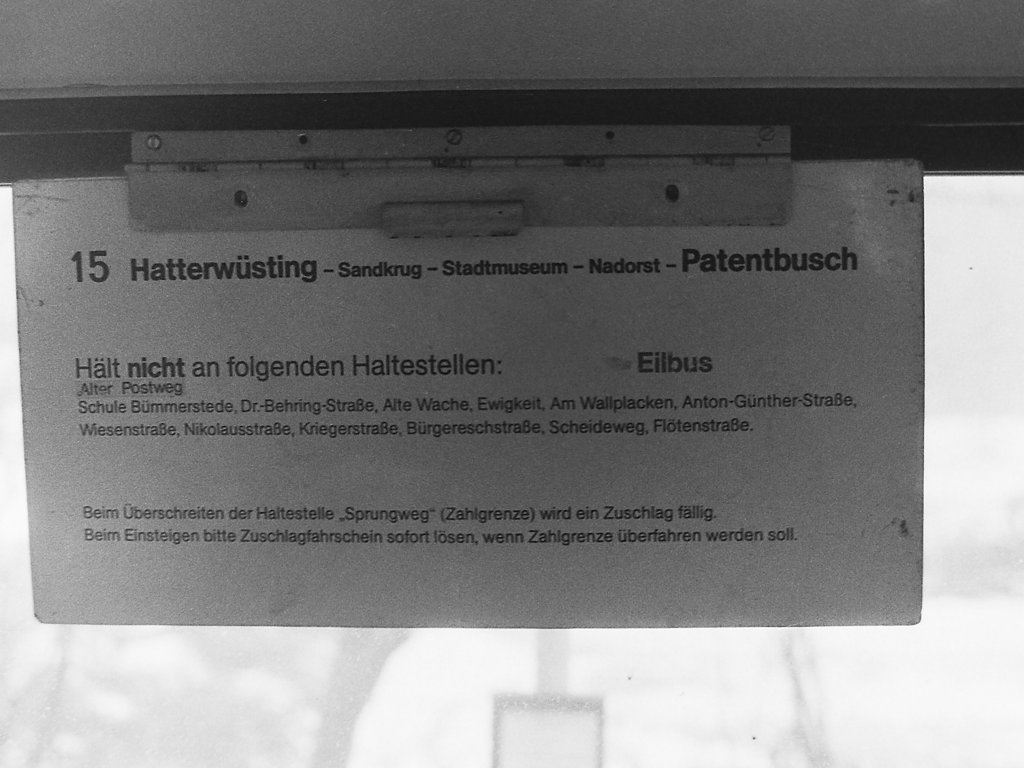 15 Hatterwüsting – Sandkrug – Stadtmuseum – Nadorst – Patentbusch
Hält nicht an folgenden Haltestellen: Eilbus
Alter Postweg
Schule Bümmerstede, Dr.-Behring-Straße, Alte Wache, Ewigkeit, Am Wallplacken, Anton-Günther-Straße,
Wiesenstraße, Nikolausstraße, Kriegerstraße, Bürgereschstraße, Scheideweg, Flötenstraße.
Beim Überschreiten der Haltestelle „Sprungweg“ (Zahlgrenze) wird ein Zuschlag fällig.
Beim Einsteigen bitte Zuschlagfahrschein sofort lösen, wenn Zahlgrenze überfahren werden soll.